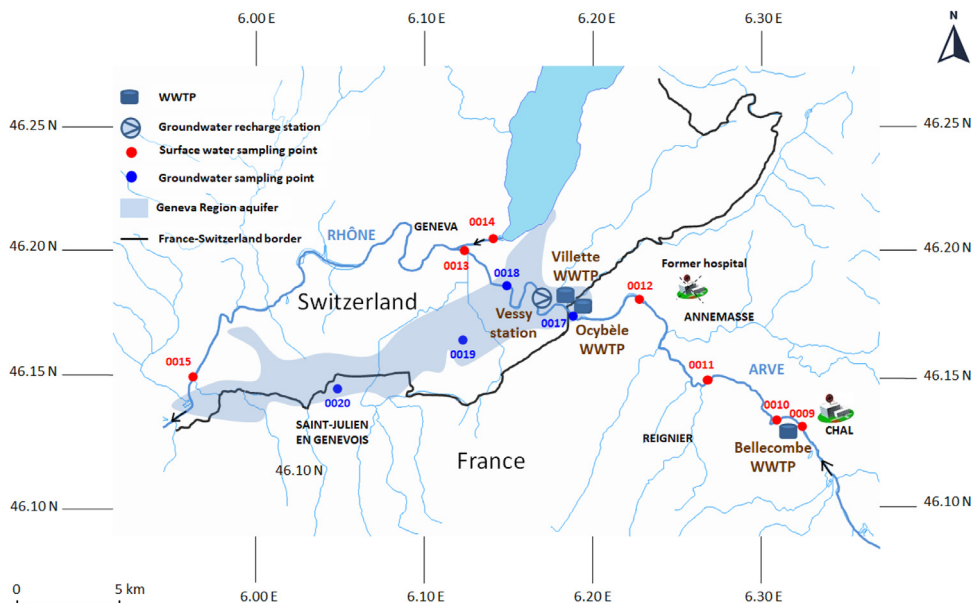 6.00 E
6.10 E
6.20 E
6.30 E
N
46.25 N
46.25 N
WWTP
Groundwater recharge station
Surface water sampling point
Groundwater sampling point
Geneva Region aquifer
France-Switzerland border
RHÔNE
GENEVA
0014
0013
46.20 N
46.20 N
Villette
WWTP
Former hospital
0018
0012
Switzerland
ANNEMASSE
Vessy
station
0017
Ocybèle
WWTP
0019
0015
46.15 N
46.15 N
0011
ARVE
0020
0010
0009
SAINT-JULIEN
EN GENEVOIS
REIGNIER
CHAL
Bellecombe
WWTP
France
46.10 N
46.10 N
46.10 N
0
5 km
6.00 E
6.10 E
6.20 E
6.30 E